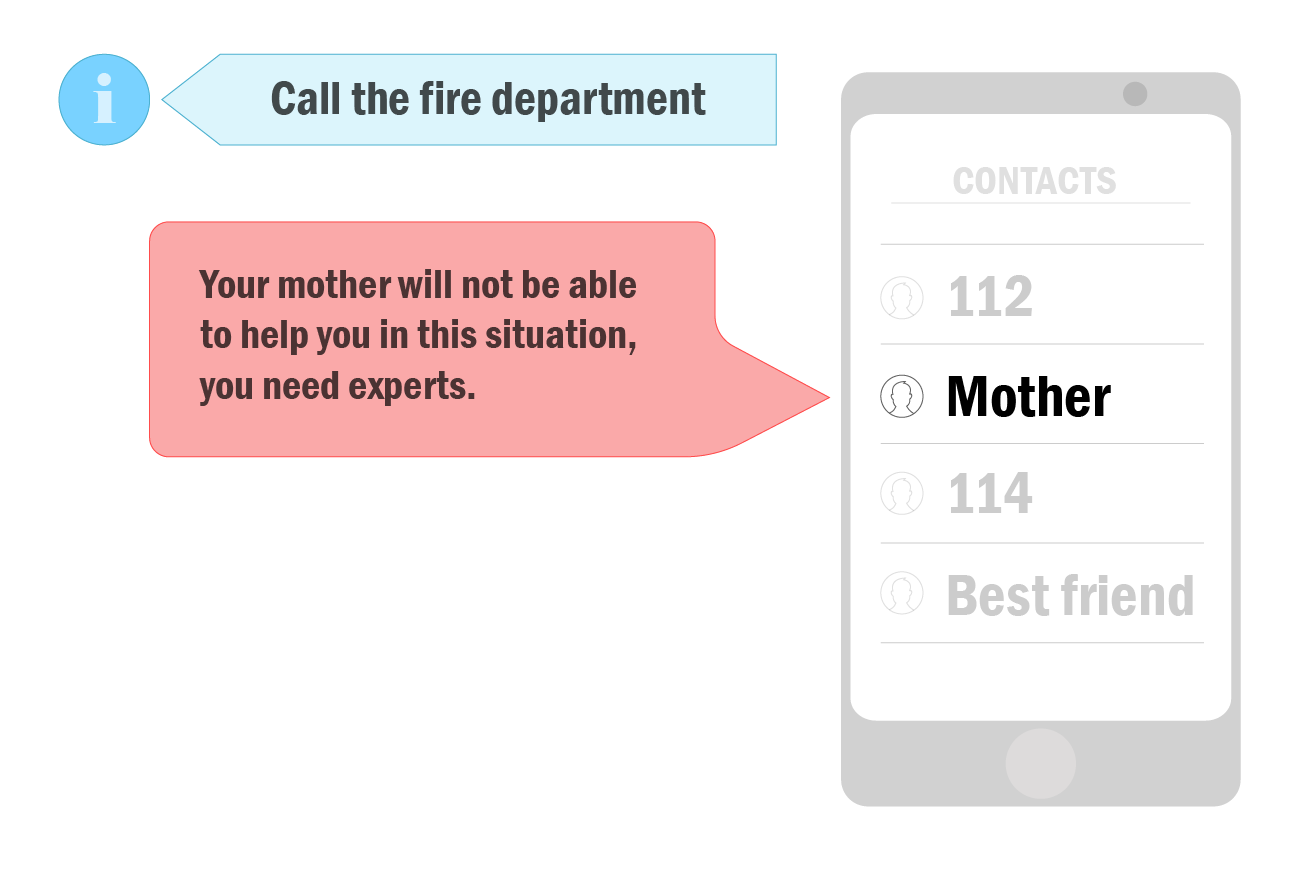 i
Call the fire department
Your mother will not be able
to help you in this situation,
you need experts.
CONTACTS
112
Mother
114
Best friend